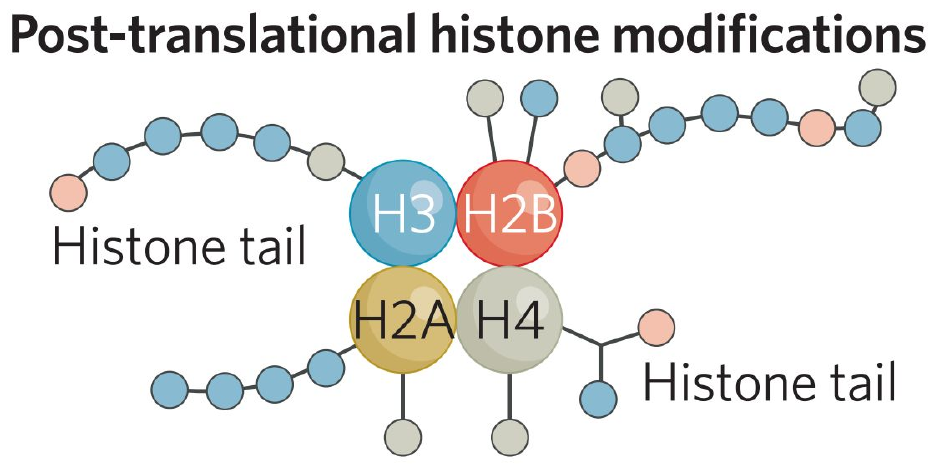 Post-translational histone modifications
H3 H2B
Histone tail
H2A H4
Histone tail